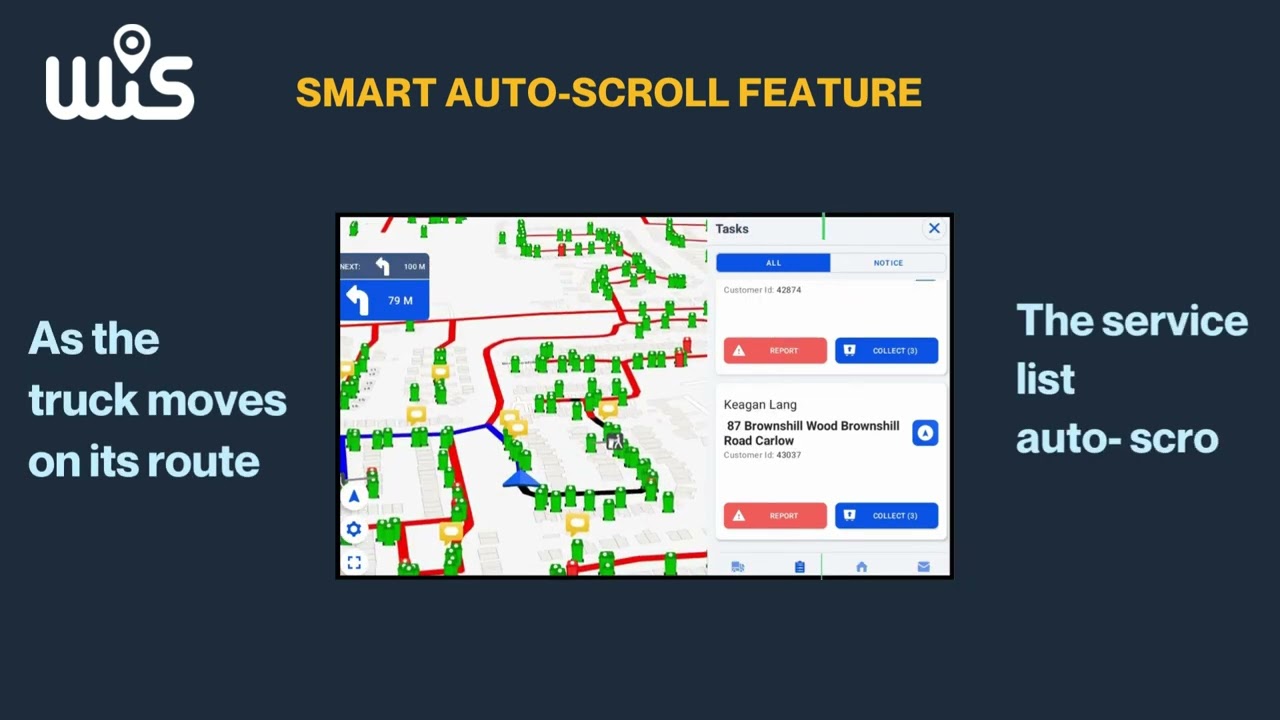 WIS
SMART AUTO-SCROLL FEATURE
As the
truck moves
on its route
NEXT: 100 M
79 M
Tasks
ALL NOTICE
Customer Id: 42874
REPORT COLLECT (3)
Keagan Lang
87 Brownshill Wood Brownshill
Road Carlow
Customer Id: 43037
REPORT COLLECT (3)
The service
list
auto- scro